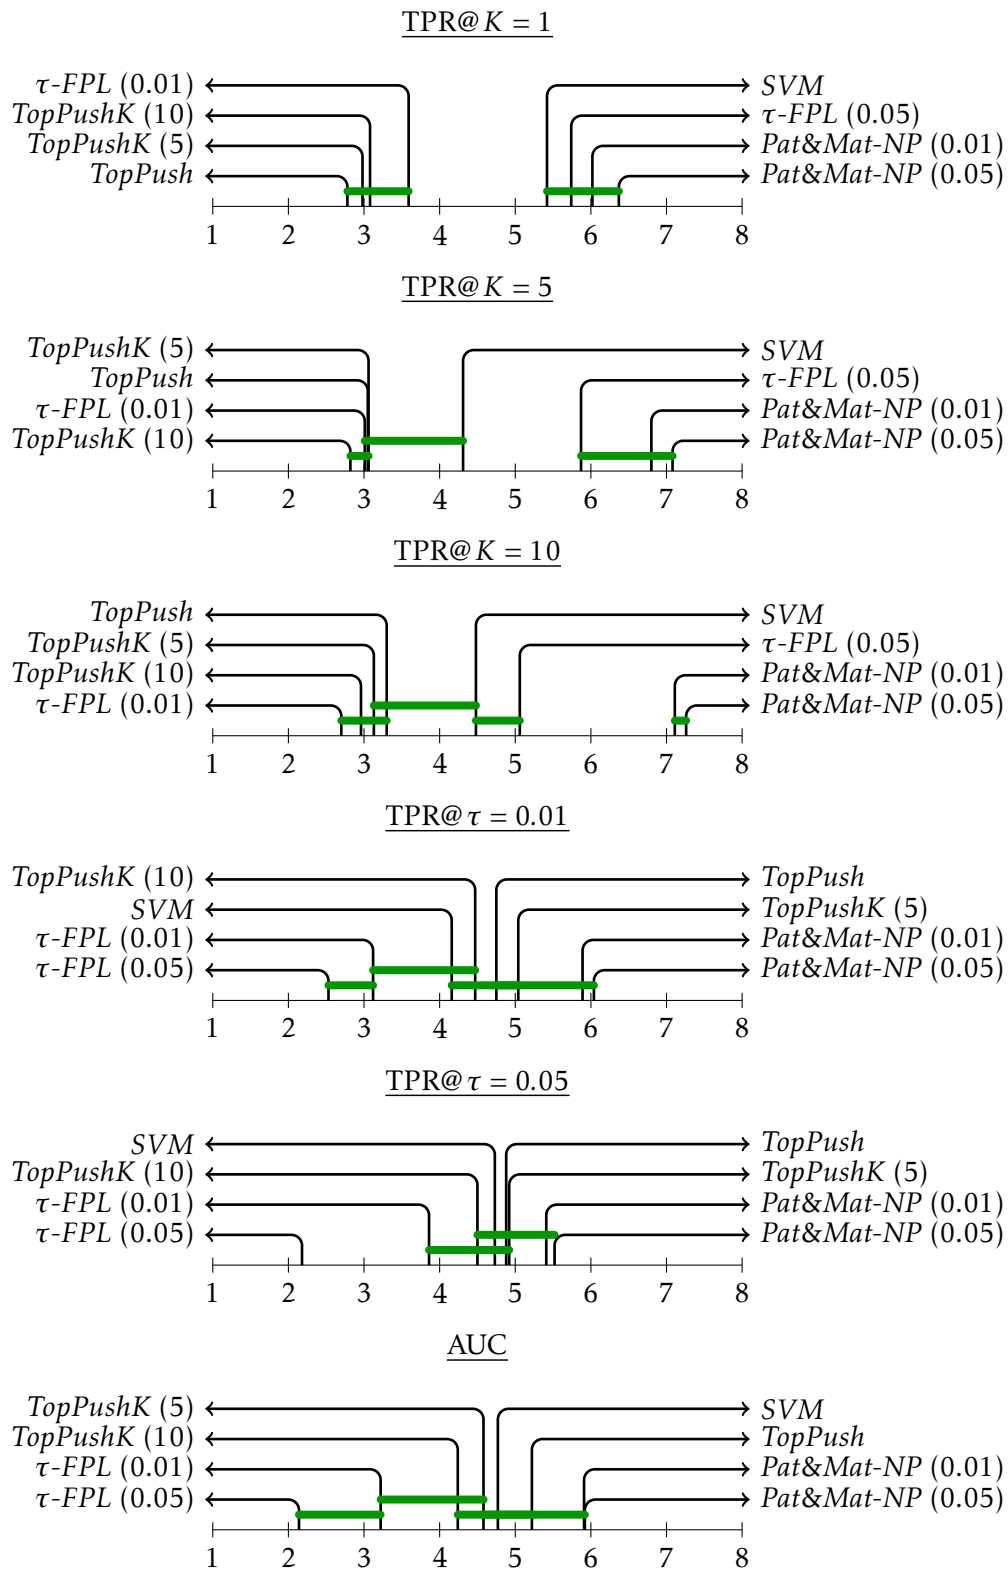 TPR@K = 1
τ-FPL (0.01) SVM
TopPushK (10) τ-FPL (0.05)
TopPushK (5) Pat&Mat-NP (0.01)
TopPush Pat&Mat-NP (0.05)
1 2 3 4 5 6 7 8
TPR@K = 5
TopPushK (5) SVM
TopPush τ-FPL (0.05)
τ-FPL (0.01) Pat&Mat-NP (0.01)
TopPushK (10) Pat&Mat-NP (0.05)
1 2 3 4 5 6 7 8
TPR@K = 10
TopPush SVM
TopPushK (5) τ-FPL (0.05)
TopPushK (10) Pat&Mat-NP (0.01)
τ-FPL (0.01) Pat&Mat-NP (0.05)
1 2 3 4 5 6 7 8
TPR@τ = 0.01
TopPushK (10) TopPush
SVM TopPushK (5)
τ-FPL (0.01) Pat&Mat-NP (0.01)
τ-FPL (0.05) Pat&Mat-NP (0.05)
1 2 3 4 5 6 7 8
TPR@τ = 0.05
SVM TopPush
TopPushK (10) TopPushK (5)
τ-FPL (0.01) Pat&Mat-NP (0.01)
τ-FPL (0.05) Pat&Mat-NP (0.05)
1 2 3 4 5 6 7 8
AUC
TopPushK (5) SVM
TopPushK (10) TopPush
τ-FPL (0.01) Pat&Mat-NP (0.01)
τ-FPL (0.05) Pat&Mat-NP (0.05)
1 2 3 4 5 6 7 8